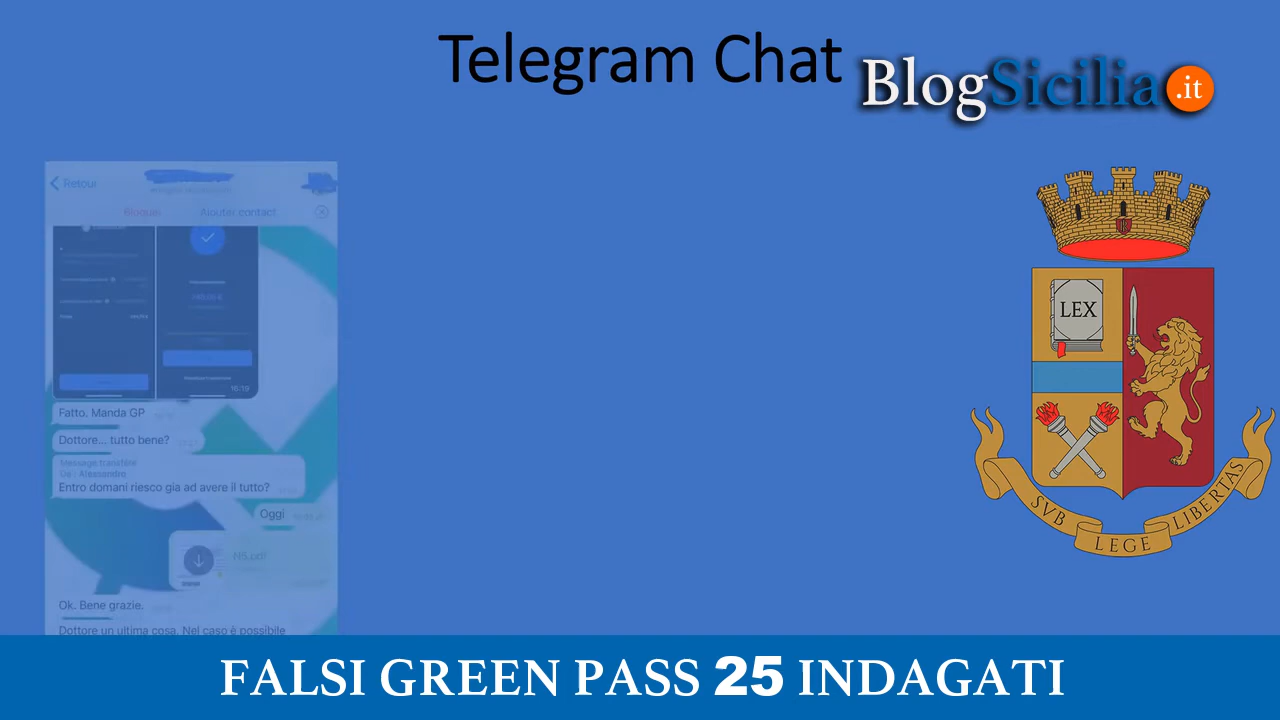 Telegram Chat
BlogSicilia.it
Retour
Bloquer
Ajouter contact
16:19
Fatto. Manda GP
Dottore... tutto bene?
Message transféré
De : Alessandro
Entro domani riesco gia ad avere il tutto?
Oggi
Ok. Bene grazie.
Dottore un ultima cosa. Nel caso è possibile
LEX
SVB LEGE LIBERTAS
FALSI GREEN PASS 25 INDAGATI